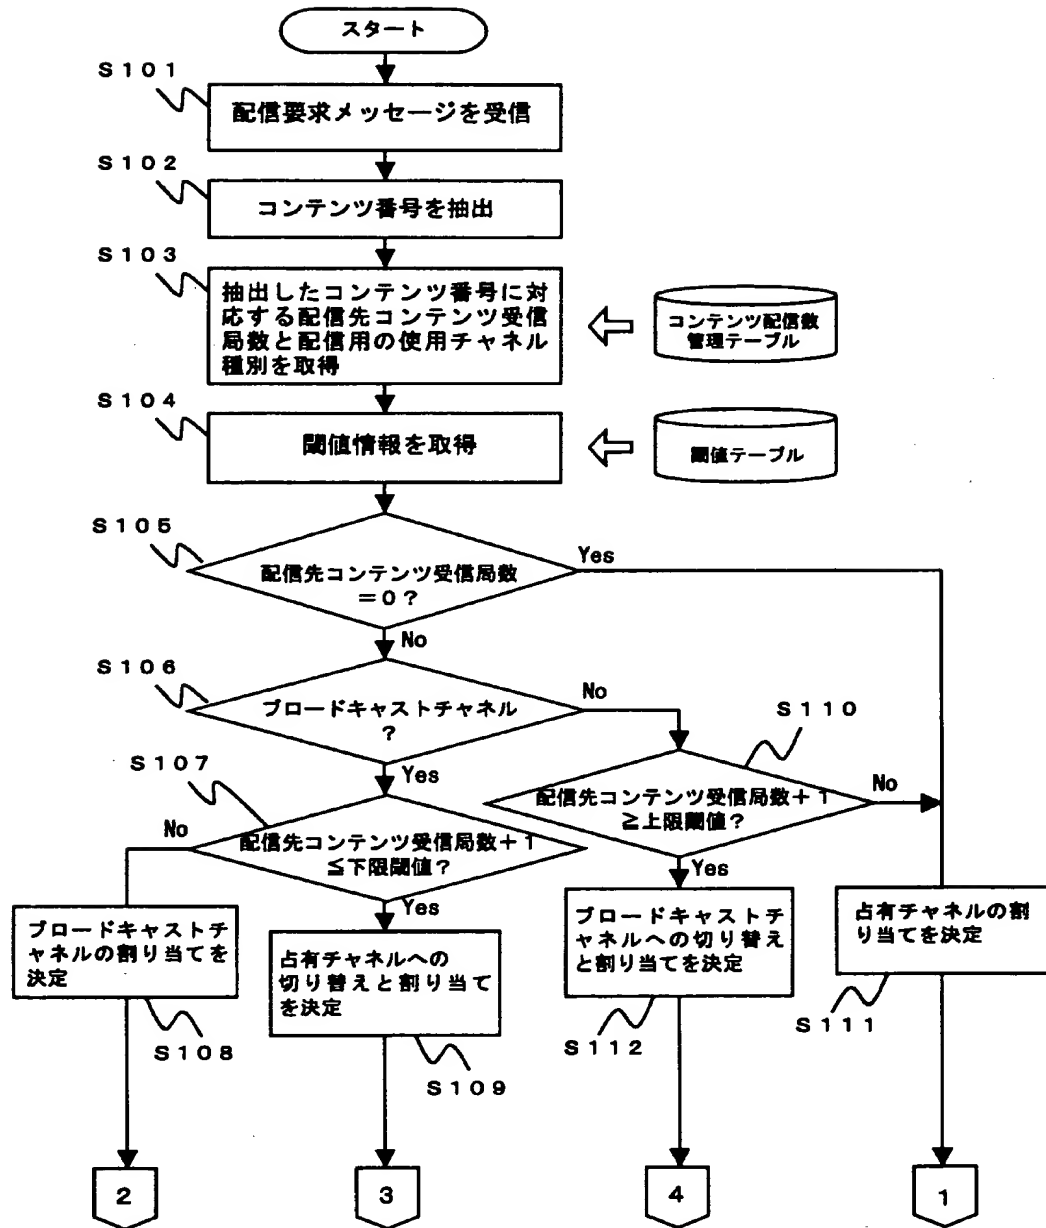 スタート
S101
配信要求メッセージを受信
S102
コンテンツ番号を抽出
S103
抽出したコンテンツ番号に対
応する配信先コンテンツ受信
局数と配信用の使用チャネル
種別を取得
コンテンツ配信数
管理テーブル
S104
閾値情報を取得
閾値テーブル
S105
配信先コンテンツ受信局数
=0?
Yes
No
S106
ブロードキャストチャネル
?
No
Yes
S110
配信先コンテンツ受信局数+1
≧上限閾値?
No
Yes
S107
配信先コンテンツ受信局数+1
≦下限閾値?
No
Yes
ブロードキャストチ
ャネルの割り当てを
決定
S108
占有チャネルへの
切り替えと割り当て
を決定
S109
ブロードキャストチ
ャネルへの切り替え
と割り当てを決定
S112
占有チャネルの割
り当てを決定
S111
2
3
4
1